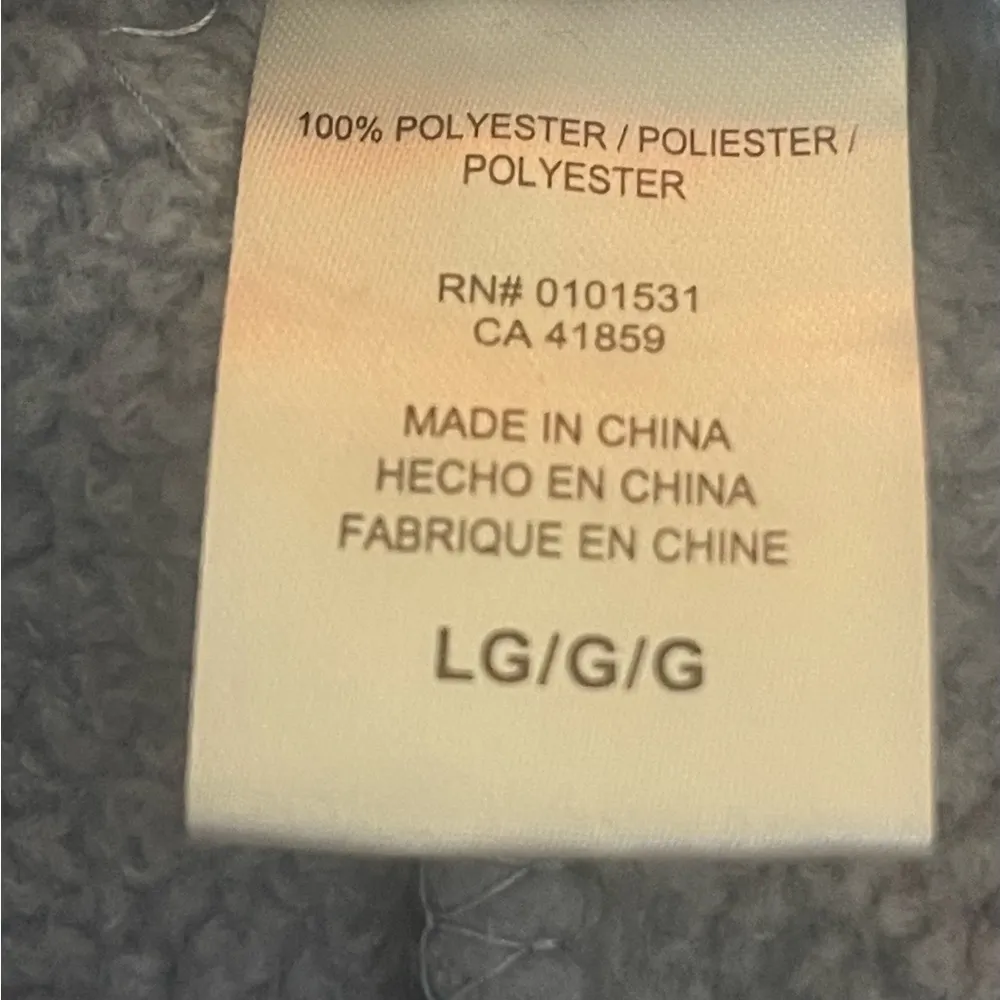 100% POLYESTER / POLIESTER /
POLYESTER
RN# 0101531
CA 41859
MADE IN CHINA
HECHO EN CHINA
FABRIQUE EN CHINE
LG/G/G